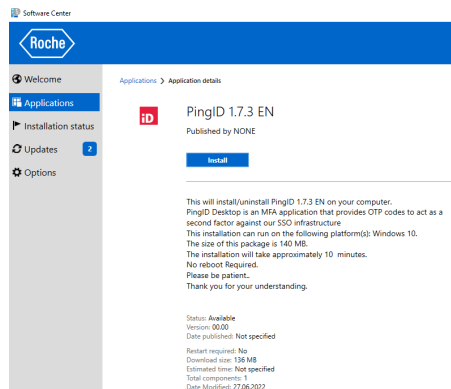 Software Center
Roche
Welcome
Applications
Installation status
Updates 2
Options
Applications > Application details
iD
PingID 1.7.3 EN
Published by NONE
Install
This will install/uninstall PingID 1.7.3 EN on your computer.
PingID Desktop is an MFA application that provides OTP codes to act as a
second factor against our SSO infrastructure
This installation can run on the following platform(s): Windows 10.
The size of this package is 140 MB.
The installation will take approximately 10 minutes.
No reboot Required.
Please be patient..
Thank you for your understanding.
Status: Available
Version: 00.00
Date published: Not specified
Restart required: No
Download size: 136 MB
Estimated time: Not specified
Total components: 1
Date Modified: 27.06.2022